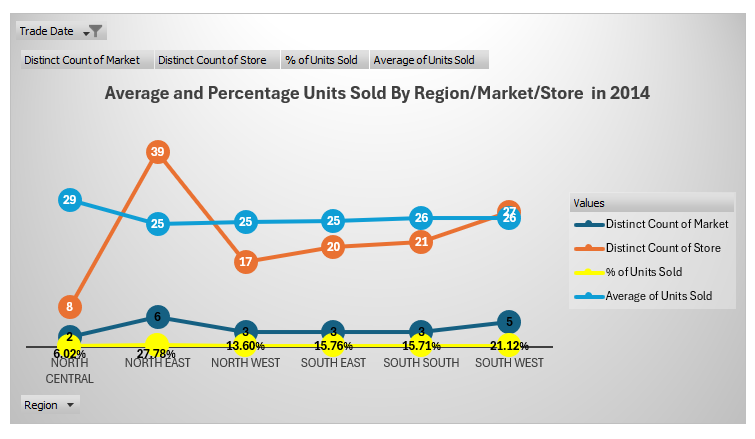 Trade Date
Distinct Count of Market Distinct Count of Store % of Units Sold Average of Units Sold
Average and Percentage Units Sold By Region/Market/Store in 2014
39
29
25 25 25 26 27 26
17 20 21
8
2 6 3 3 3 5
6.02% 27.78% 13.60% 15.76% 15.71% 21.12%
NORTH CENTRAL NORTH EAST NORTH WEST SOUTH EAST SOUTH SOUTH SOUTH WEST
Values
Distinct Count of Market
Distinct Count of Store
% of Units Sold
Average of Units Sold
Region